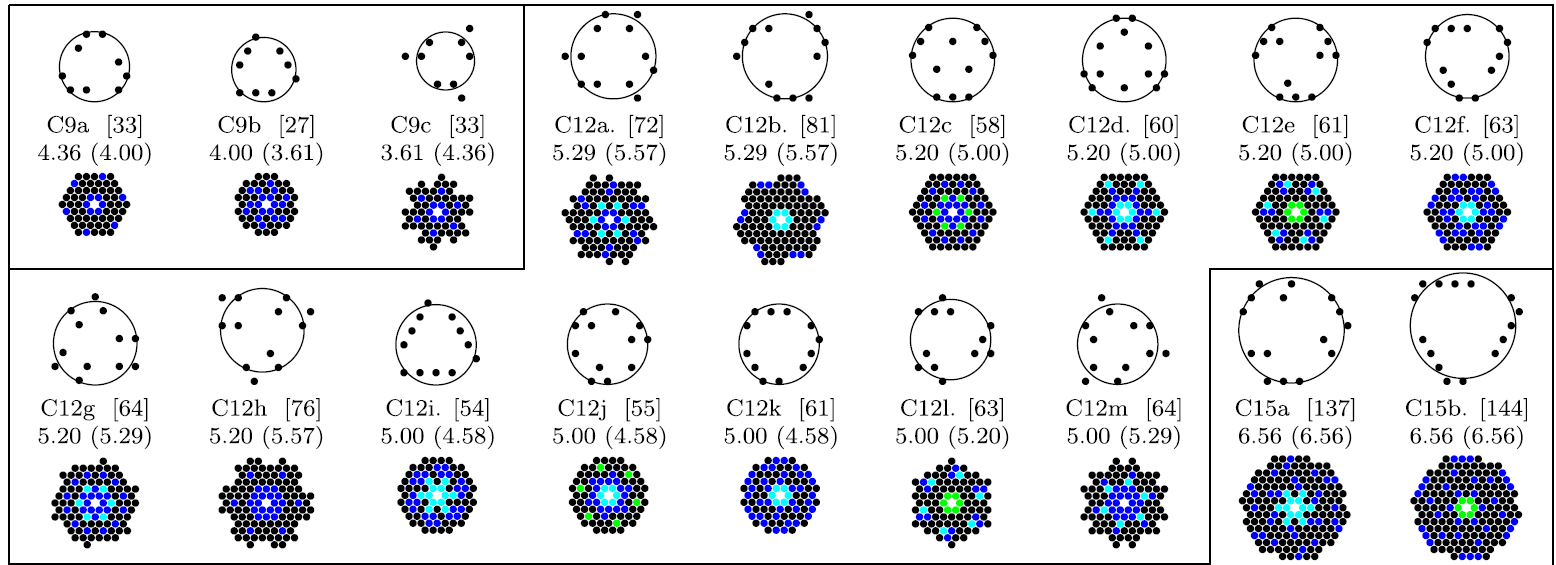 C9a [33] C9b [27] C9c [33] C12a. [72] C12b. [81] C12c [58] C12d. [60] C12e [61] C12f. [63]
4.36 (4.00) 4.00 (3.61) 3.61 (4.36) 5.29 (5.57) 5.29 (5.57) 5.20 (5.00) 5.20 (5.00) 5.20 (5.00) 5.20 (5.00)
C12g [64] C12h [76] C12i. [54] C12j [55] C12k [61] C12l. [63] C12m [64] C15a [137] C15b. [144]
5.20 (5.29) 5.20 (5.57) 5.00 (4.58) 5.00 (4.58) 5.00 (4.58) 5.00 (5.20) 5.00 (5.29) 6.56 (6.56) 6.56 (6.56)